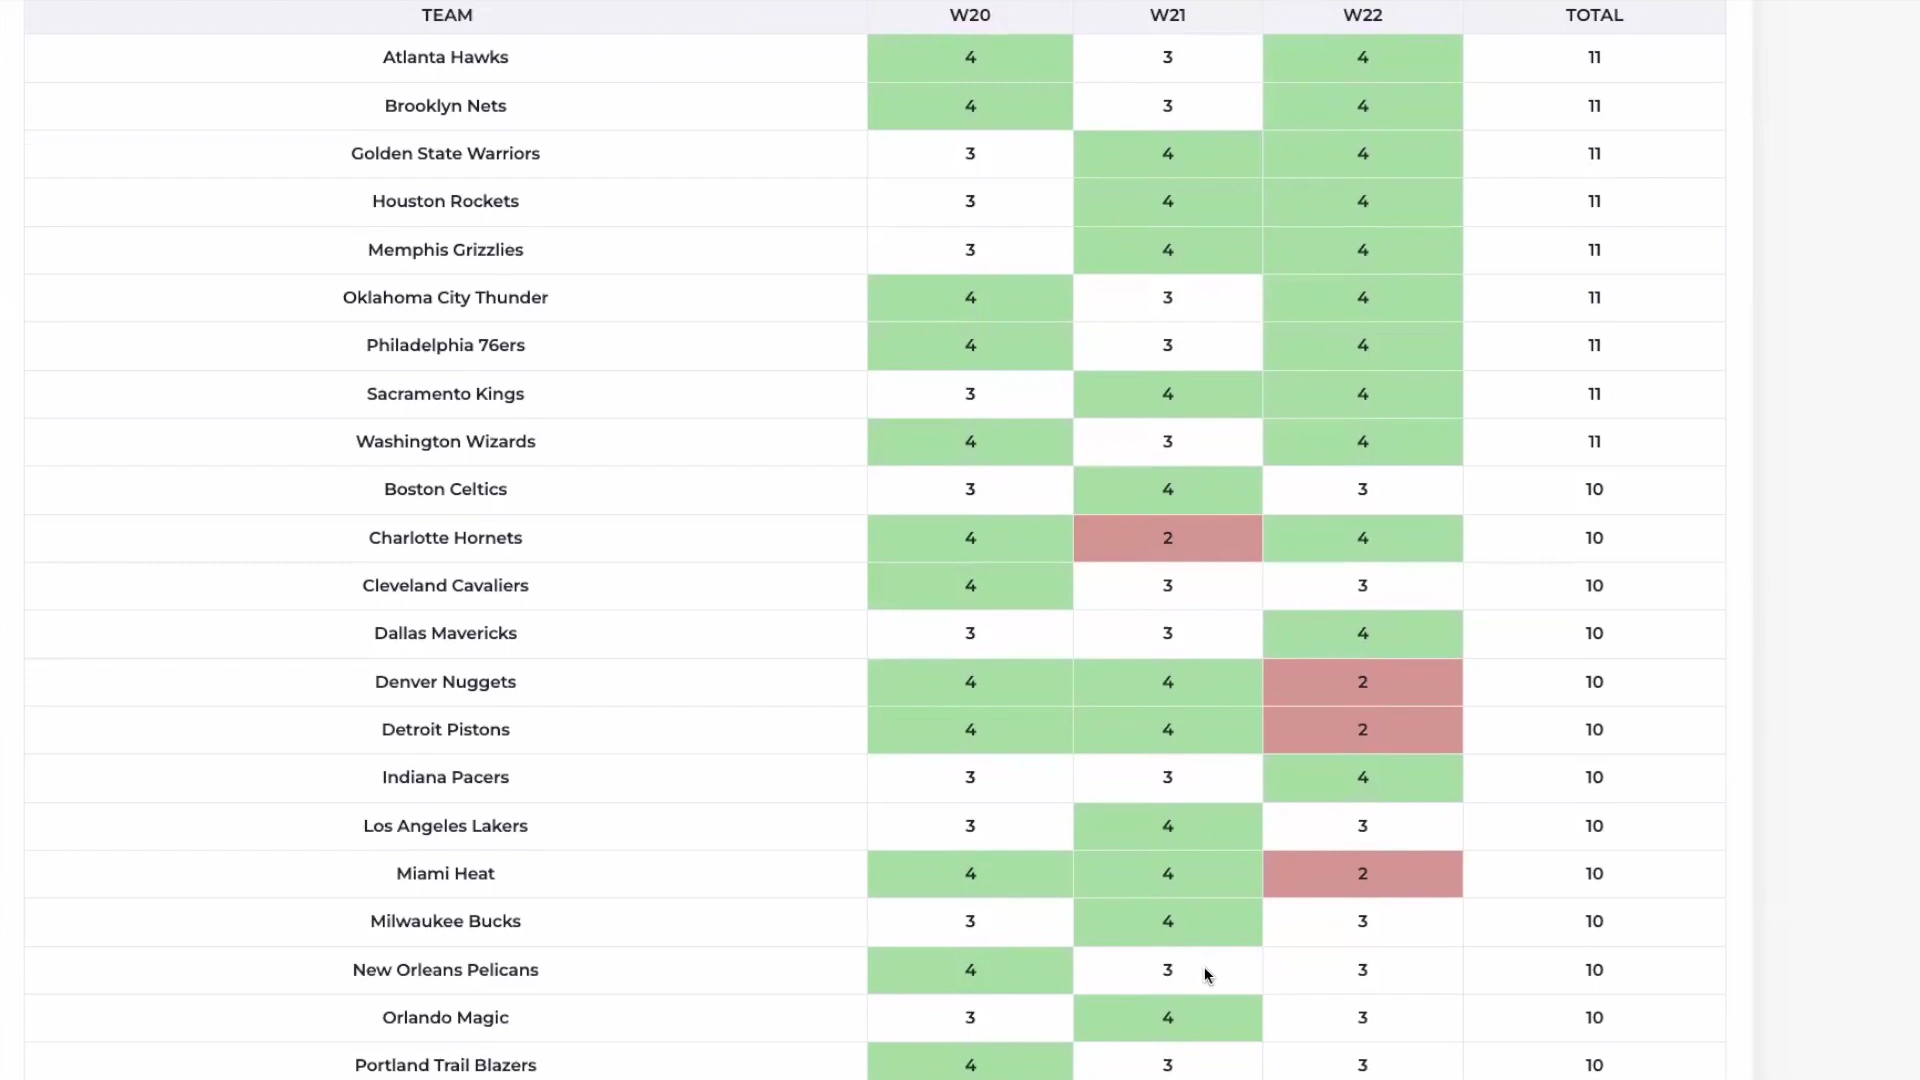 TEAM W20 W21 W22 TOTAL
Atlanta Hawks 4 3 4 11
Brooklyn Nets 4 3 4 11
Golden State Warriors 3 4 4 11
Houston Rockets 3 4 4 11
Memphis Grizzlies 3 4 4 11
Oklahoma City Thunder 4 3 4 11
Philadelphia 76ers 4 3 4 11
Sacramento Kings 3 4 4 11
Washington Wizards 4 3 4 11
Boston Celtics 3 4 3 10
Charlotte Hornets 4 2 4 10
Cleveland Cavaliers 4 3 3 10
Dallas Mavericks 3 3 4 10
Denver Nuggets 4 4 2 10
Detroit Pistons 4 4 2 10
Indiana Pacers 3 3 4 10
Los Angeles Lakers 3 4 3 10
Miami Heat 4 4 2 10
Milwaukee Bucks 3 4 3 10
New Orleans Pelicans 4 3 3 10
Orlando Magic 3 4 3 10
Portland Trail Blazers 4 3 3 10